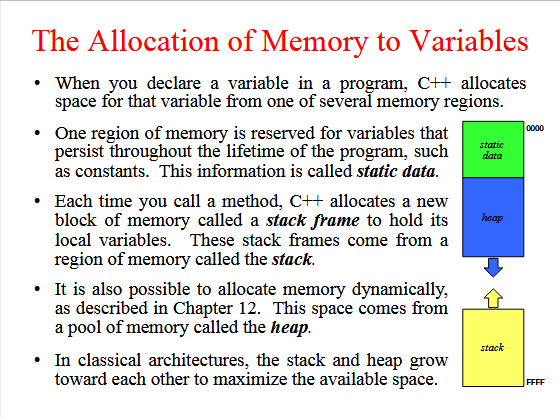 The Allocation of Memory to Variables
• When you declare a variable in a program, C++ allocates
space for that variable from one of several memory regions.
• One region of memory is reserved for variables that
persist throughout the lifetime of the program, such
as constants. This information is called static data.
• Each time you call a method, C++ allocates a new
block of memory called a stack frame to hold its
local variables. These stack frames come from a
region of memory called the stack.
• It is also possible to allocate memory dynamically,
as described in Chapter 12. This space comes from
a pool of memory called the heap.
• In classical architectures, the stack and heap grow
toward each other to maximize the available space.
0000
static
data
heap
stack
FFFF